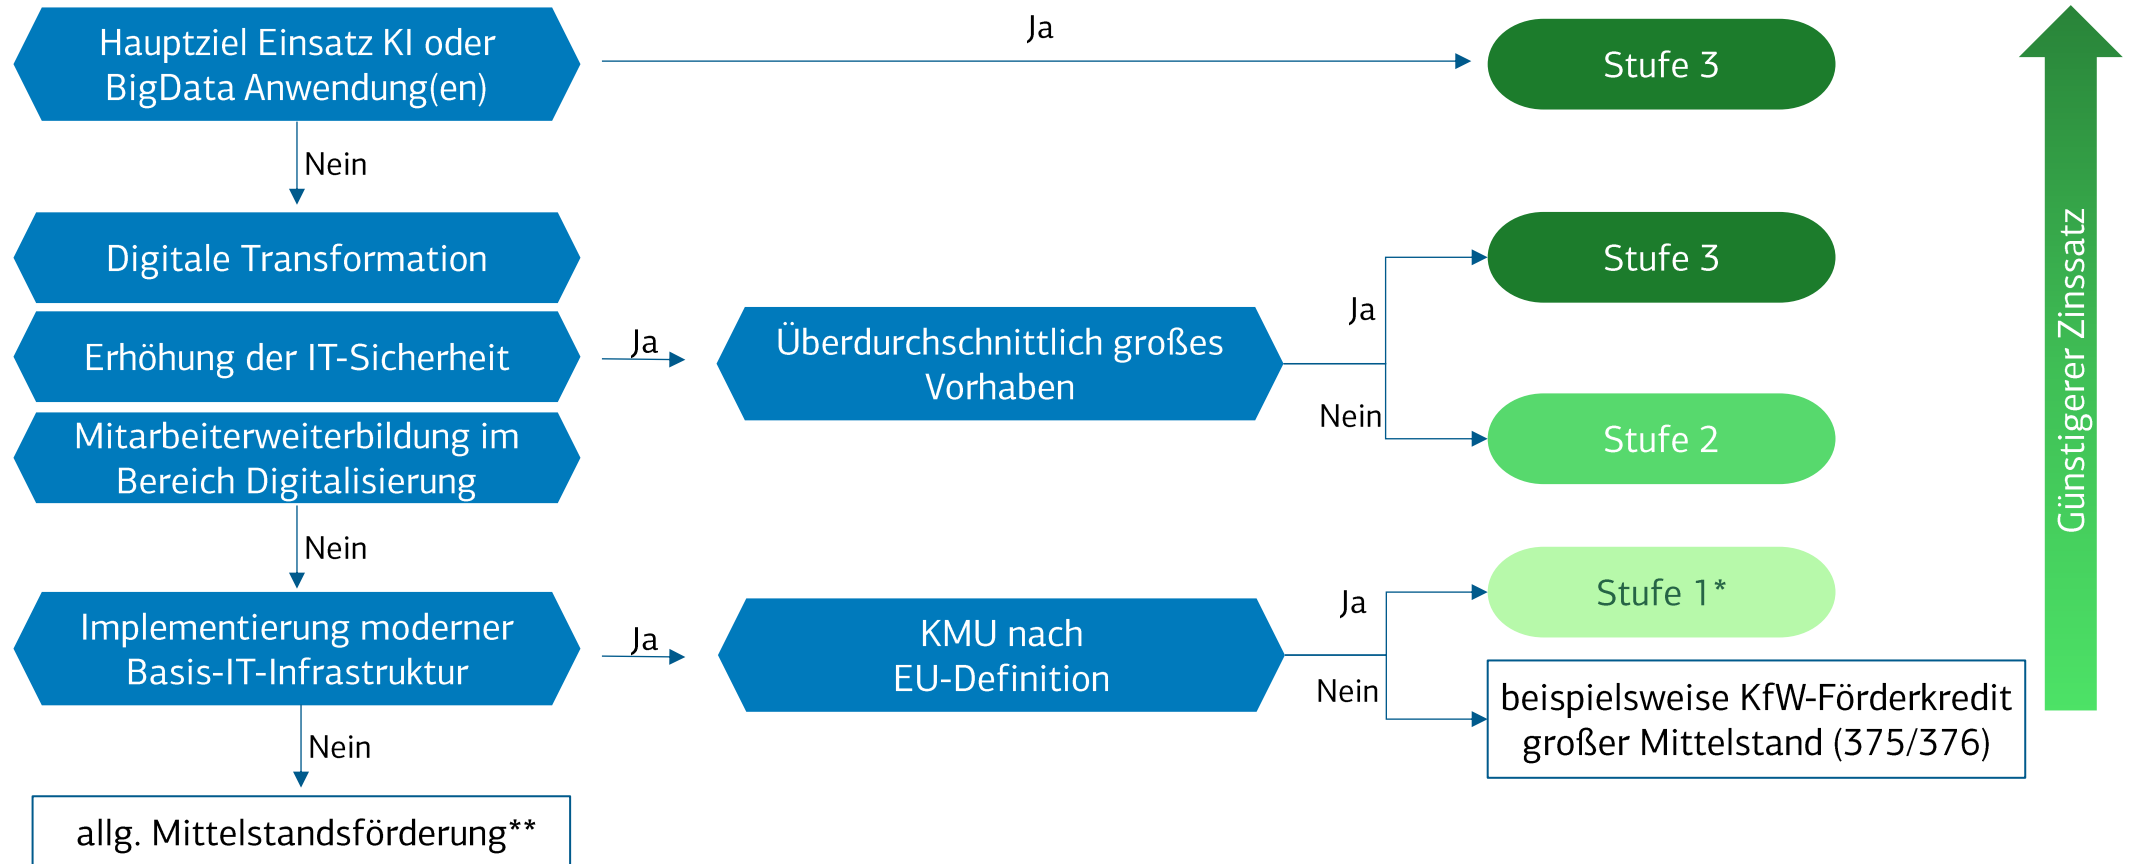 Hauptziel Einsatz KI oder
BigData Anwendung(en)
Ja
Stufe 3
Nein
Digitale Transformation
Erhöhung der IT-Sicherheit
Mitarbeiterweiterbildung im
Bereich Digitalisierung
Ja
Überdurchschnittlich großes
Vorhaben
Ja
Stufe 3
Nein
Stufe 2
Nein
Implementierung moderner
Basis-IT-Infrastruktur
Ja
KMU nach
EU-Definition
Ja
Stufe 1*
Nein
beispielsweise KfW-Förderkredit
großer Mittelstand (375/376)
Nein
allg. Mittelstandsförderung**
Günstigerer Zinssatz